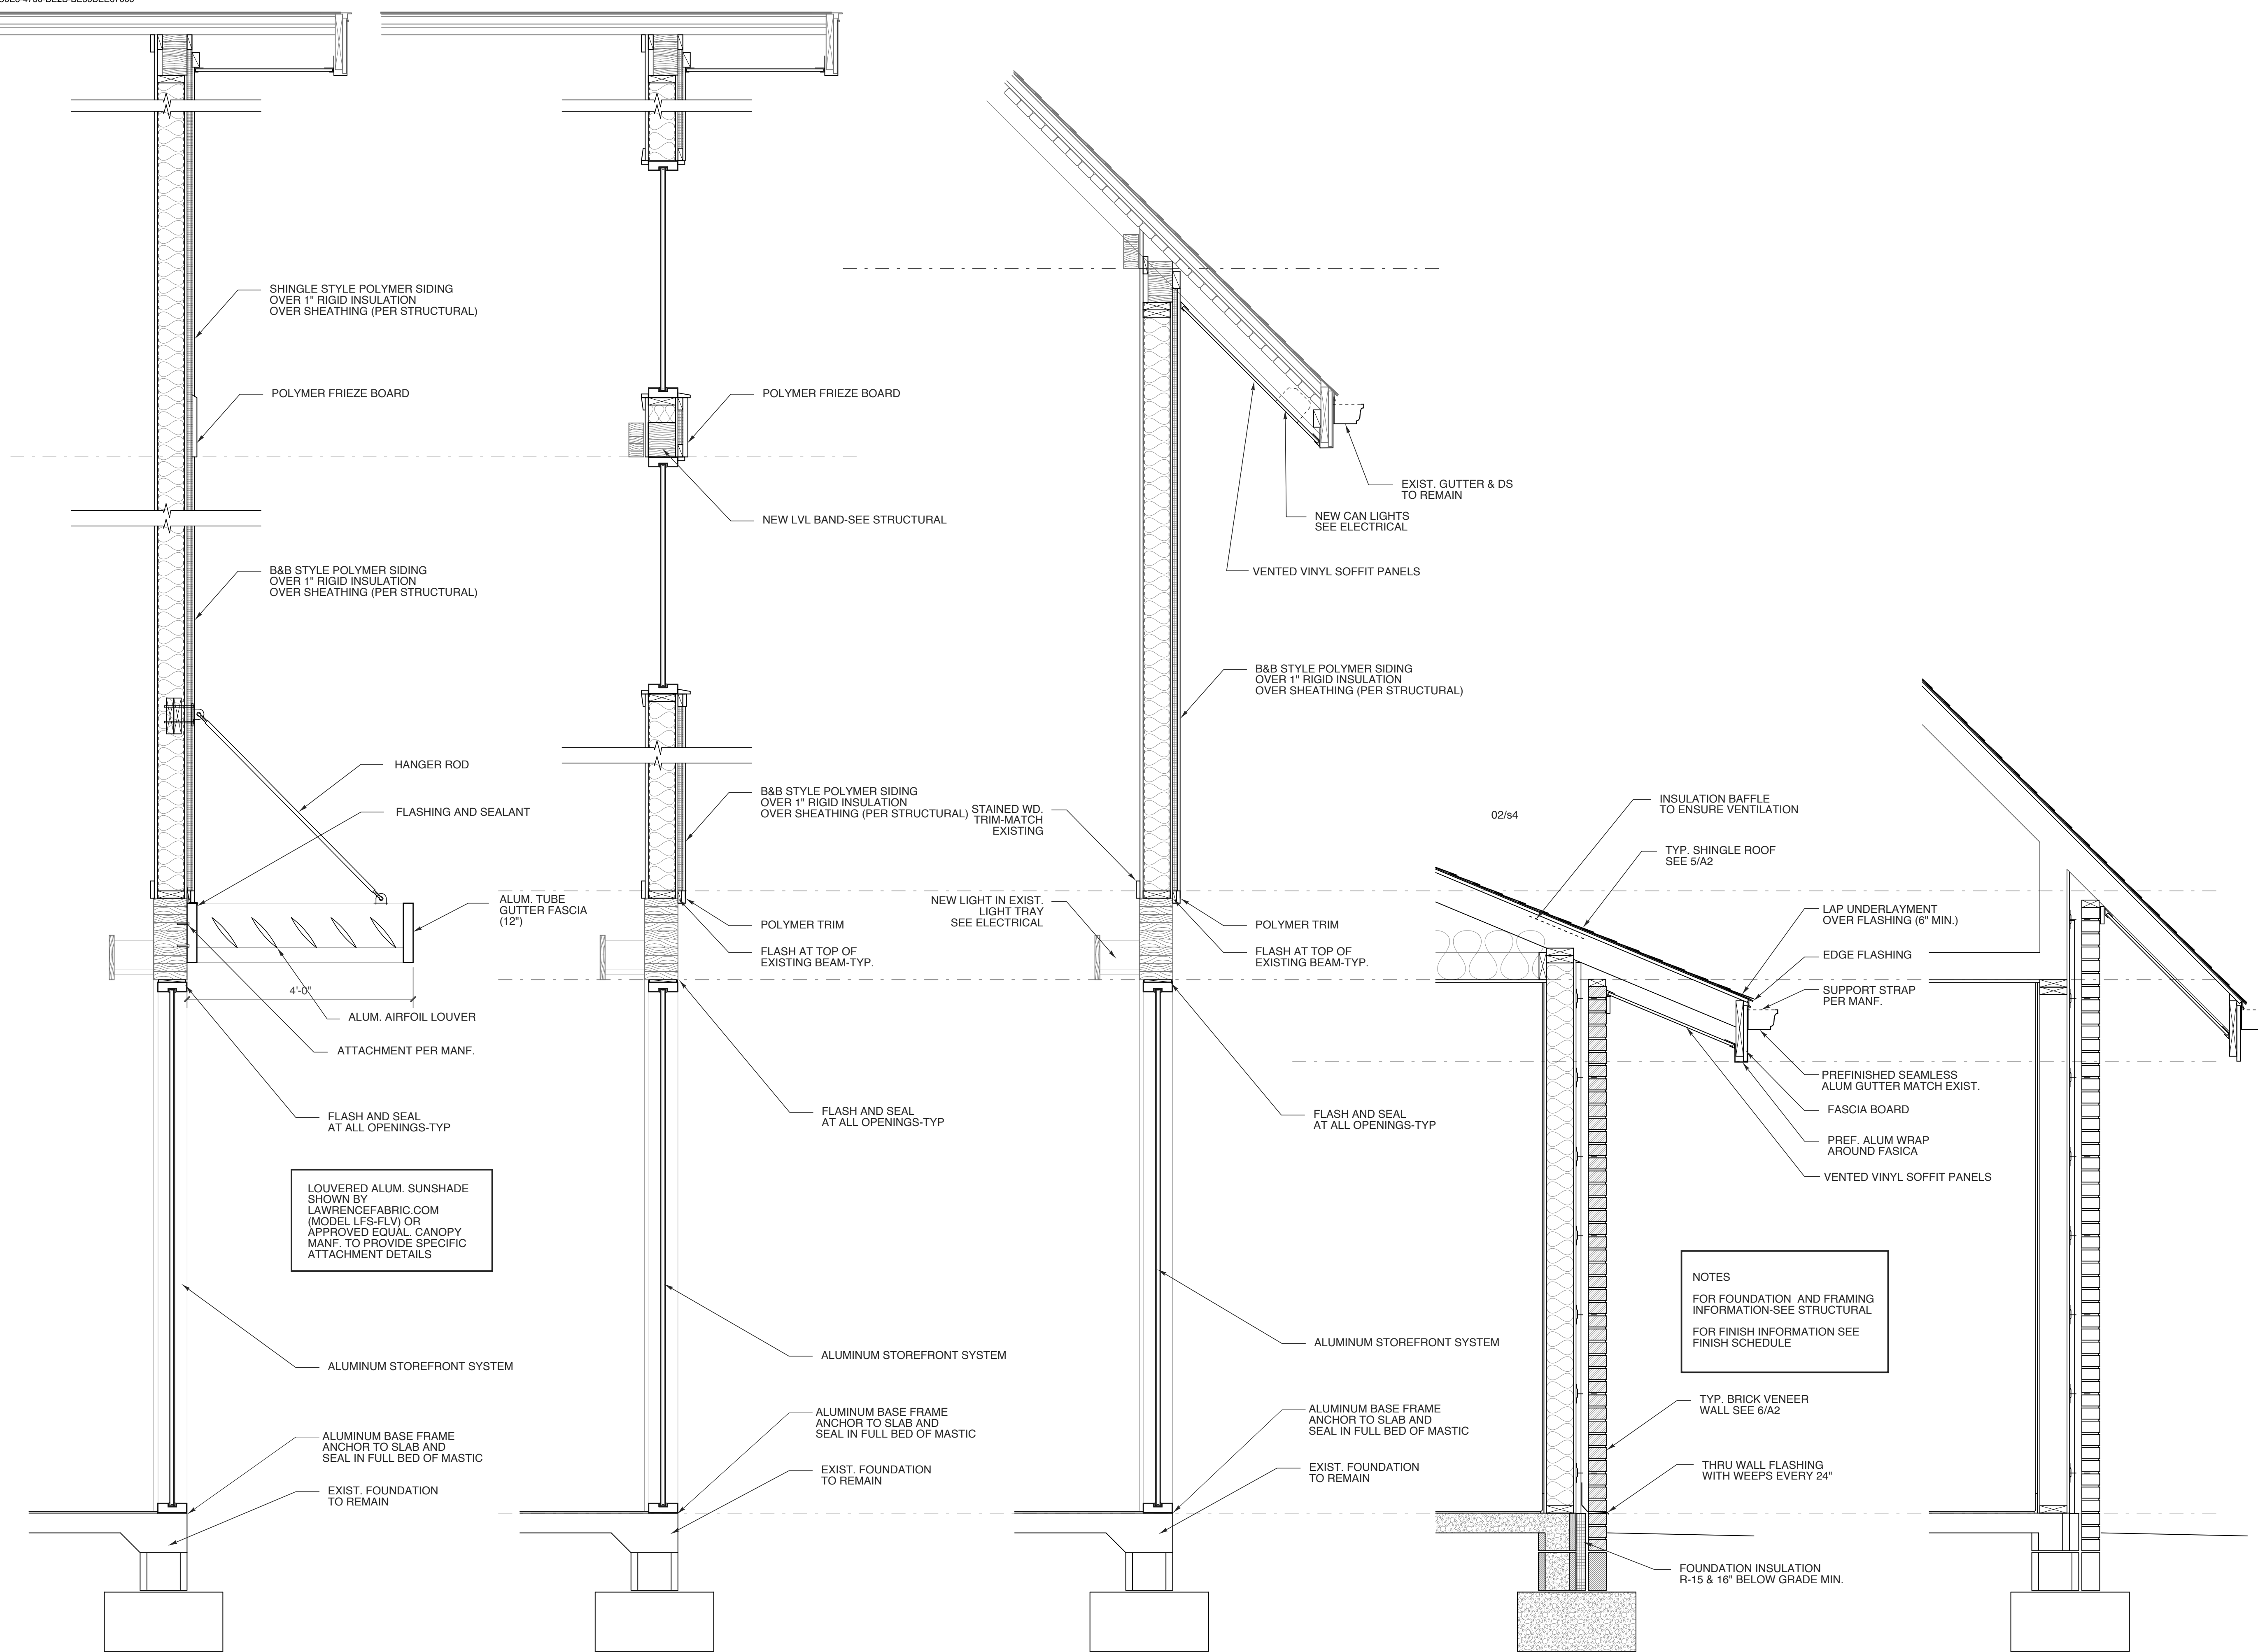 SHINGLE STYLE POLYMER SIDING
OVER 1" RIGID INSULATION
OVER SHEATHING (PER STRUCTURAL)
POLYMER FRIEZE BOARD
B&B STYLE POLYMER SIDING
OVER 1" RIGID INSULATION
OVER SHEATHING (PER STRUCTURAL)
HANGER ROD
FLASHING AND SEALANT
ALUM. TUBE
GUTTER FASCIA
(12")
4'-0"
ALUM. AIRFOIL LOUVER
ATTACHMENT PER MANF.
FLASH AND SEAL
AT ALL OPENINGS-TYP
LOUVERED ALUM. SUNSHADE
SHOWN BY
LAWRENCEFABRIC.COM
(MODEL LFS-FLV) OR
APPROVED EQUAL. CANOPY
MANF. TO PROVIDE SPECIFIC
ATTACHMENT DETAILS
ALUMINUM STOREFRONT SYSTEM
ALUMINUM BASE FRAME
ANCHOR TO SLAB AND
SEAL IN FULL BED OF MASTIC
EXIST. FOUNDATION
TO REMAIN
POLYMER FRIEZE BOARD
NEW LVL BAND-SEE STRUCTURAL
B&B STYLE POLYMER SIDING
OVER 1" RIGID INSULATION
OVER SHEATHING (PER STRUCTURAL)
POLYMER TRIM
FLASH AT TOP OF
EXISTING BEAM-TYP.
FLASH AND SEAL
AT ALL OPENINGS-TYP
ALUMINUM STOREFRONT SYSTEM
ALUMINUM BASE FRAME
ANCHOR TO SLAB AND
SEAL IN FULL BED OF MASTIC
EXIST. FOUNDATION
TO REMAIN
EXIST. GUTTER & DS
TO REMAIN
NEW CAN LIGHTS
SEE ELECTRICAL
VENTED VINYL SOFFIT PANELS
B&B STYLE POLYMER SIDING
OVER 1" RIGID INSULATION
OVER SHEATHING (PER STRUCTURAL)
STAINED WD.
TRIM-MATCH
EXISTING
NEW LIGHT IN EXIST.
LIGHT TRAY
SEE ELECTRICAL
POLYMER TRIM
FLASH AT TOP OF
EXISTING BEAM-TYP.
FLASH AND SEAL
AT ALL OPENINGS-TYP
ALUMINUM STOREFRONT SYSTEM
ALUMINUM BASE FRAME
ANCHOR TO SLAB AND
SEAL IN FULL BED OF MASTIC
EXIST. FOUNDATION
TO REMAIN
02/s4
INSULATION BAFFLE
TO ENSURE VENTILATION
TYP. SHINGLE ROOF
SEE 5/A2
LAP UNDERLAYMENT
OVER FLASHING (6" MIN.)
EDGE FLASHING
SUPPORT STRAP
PER MANF.
PREFINISHED SEAMLESS
ALUM GUTTER MATCH EXIST.
FASCIA BOARD
PREF. ALUM WRAP
AROUND FASICA
VENTED VINYL SOFFIT PANELS
NOTES
FOR FOUNDATION AND FRAMING
INFORMATION-SEE STRUCTURAL
FOR FINISH INFORMATION SEE
FINISH SCHEDULE
TYP. BRICK VENEER
WALL SEE 6/A2
THRU WALL FLASHING
WITH WEEPS EVERY 24"
FOUNDATION INSULATION
R-15 & 16" BELOW GRADE MIN.